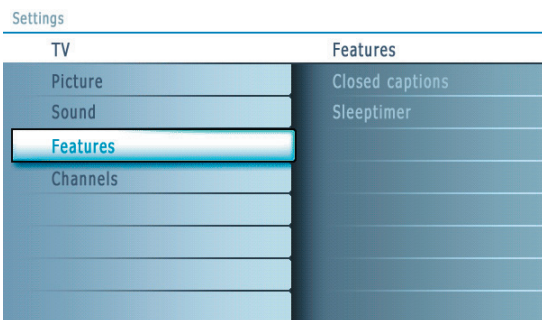 Settings
TV
Features
Picture
Closed captions
Sound
Sleeptimer
Features
Channels